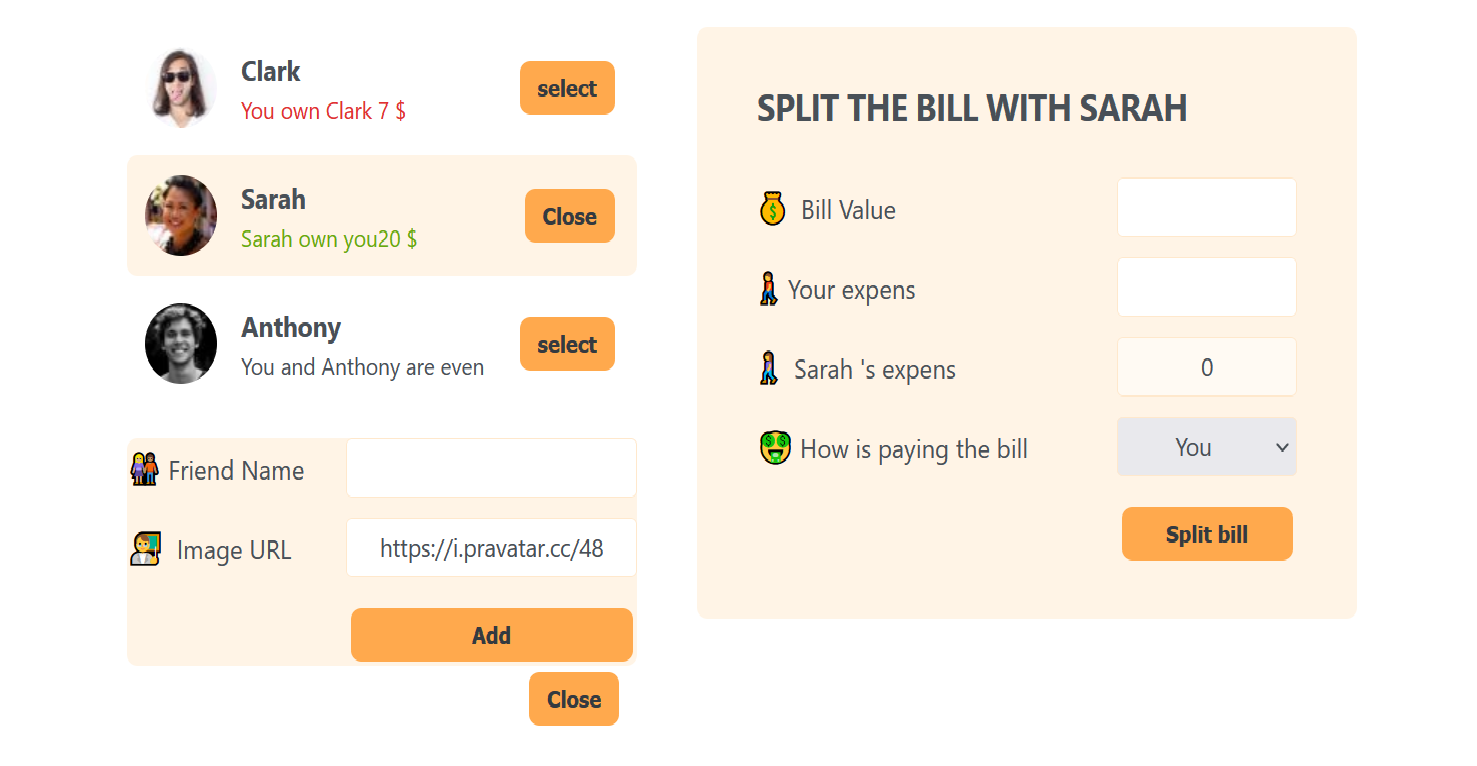 Clark
You own Clark 7 $
select
Sarah
Sarah own you20 $
Close
Anthony
You and Anthony are even
select
Friend Name
Image URL
https://i.pravatar.cc/48
Add
Close
SPLIT THE BILL WITH SARAH
Bill Value
Your expens
Sarah 's expens
0
How is paying the bill
You
Split bill